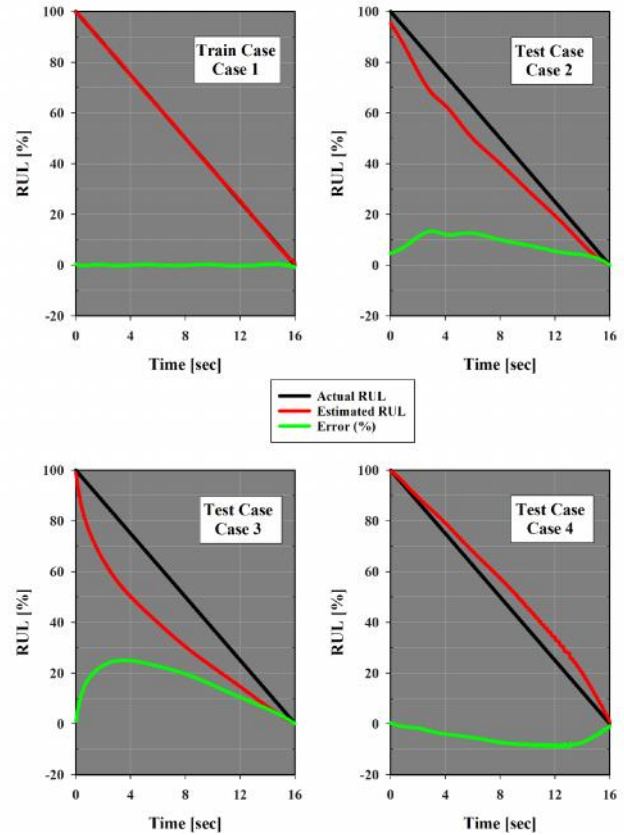 100
80
60
40
20
0
-20
RUL [%]
Train Case
Case 1
0 4 8 12 16
Time [sec]
100
80
60
40
20
0
-20
RUL [%]
Test Case
Case 2
0 4 8 12 16
Time [sec]
Actual RUL
Estimated RUL
Error (%)
100
80
60
40
20
0
-20
RUL [%]
Test Case
Case 3
0 4 8 12 16
Time [sec]
100
80
60
40
20
0
-20
RUL [%]
Test Case
Case 4
0 4 8 12 16
Time [sec]